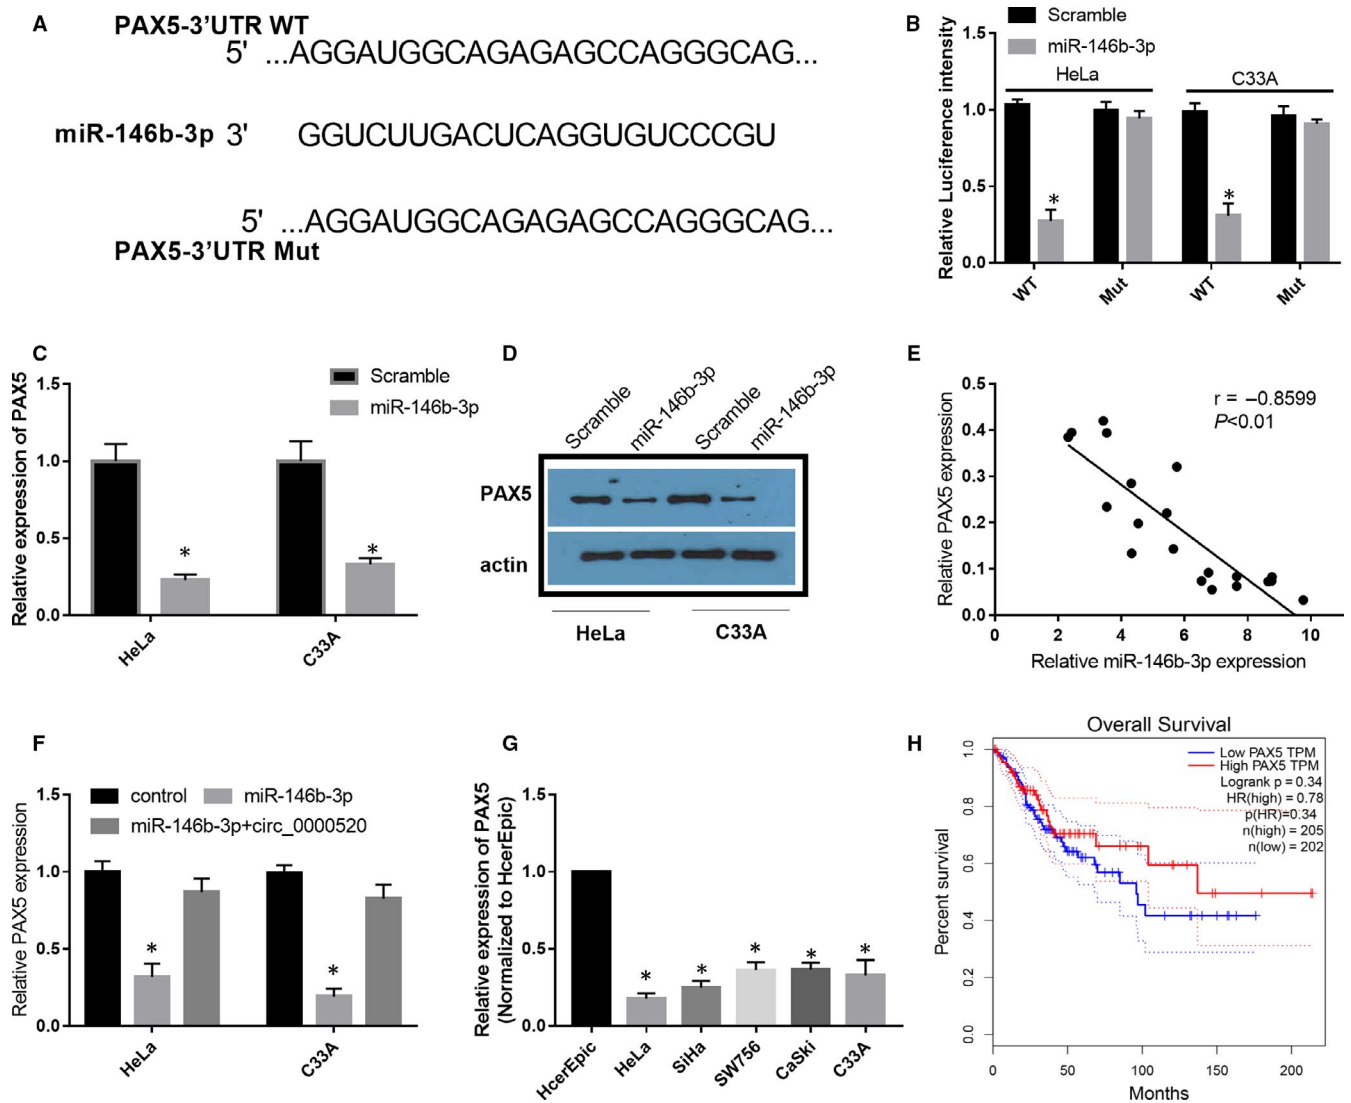 A
PAX5-3'UTR WT
5' ...AGGAUGGCAGAGAGCCAGGGCAG...
miR-146b-3p 3' GGUCUUGACUCAGGUGUCCCGU
5' ...AGGAUGGCAGAGAGCCAGGGCAG...
PAX5-3'UTR Mut
B
Scramble
miR-146b-3p
HeLa
C33A
Relative Luciference intensity
1.5
1.0
0.5
0.0
*
*
WT
Mut
WT
Mut
C
Relative expression of PAX5
1.5
1.0
0.5
0.0
Scramble
miR-146b-3p
*
*
HeLa
C33A
D
Scramble
miR-146b-3p
Scramble
miR-146b-3p
PAX5
actin
HeLa
C33A
E
Relative PAX5 expression
0.5
0.4
0.3
0.2
0.1
0.0
r = −0.8599
P<0.01
0 2 4 6 8 10
Relative miR-146b-3p expression
F
Relative PAX5 expression
1.5
1.0
0.5
0.0
control
miR-146b-3p
miR-146b-3p+circ_0000520
*
*
HeLa
C33A
G
Relative expression of PAX5
(Normalized to HcerEpic)
1.5
1.0
0.5
0.0
* * * * *
HcerEpic
HeLa
SiHa
SW756
CaSki
C33A
H
Overall Survival
Percent survival
1.0
0.8
0.6
0.4
0.2
0.0
Low PAX5 TPM
High PAX5 TPM
Logrank p = 0.34
HR(high) = 0.78
p(HR)=0.34
n(high) = 205
n(low) = 202
0 50 100 150 200
Months